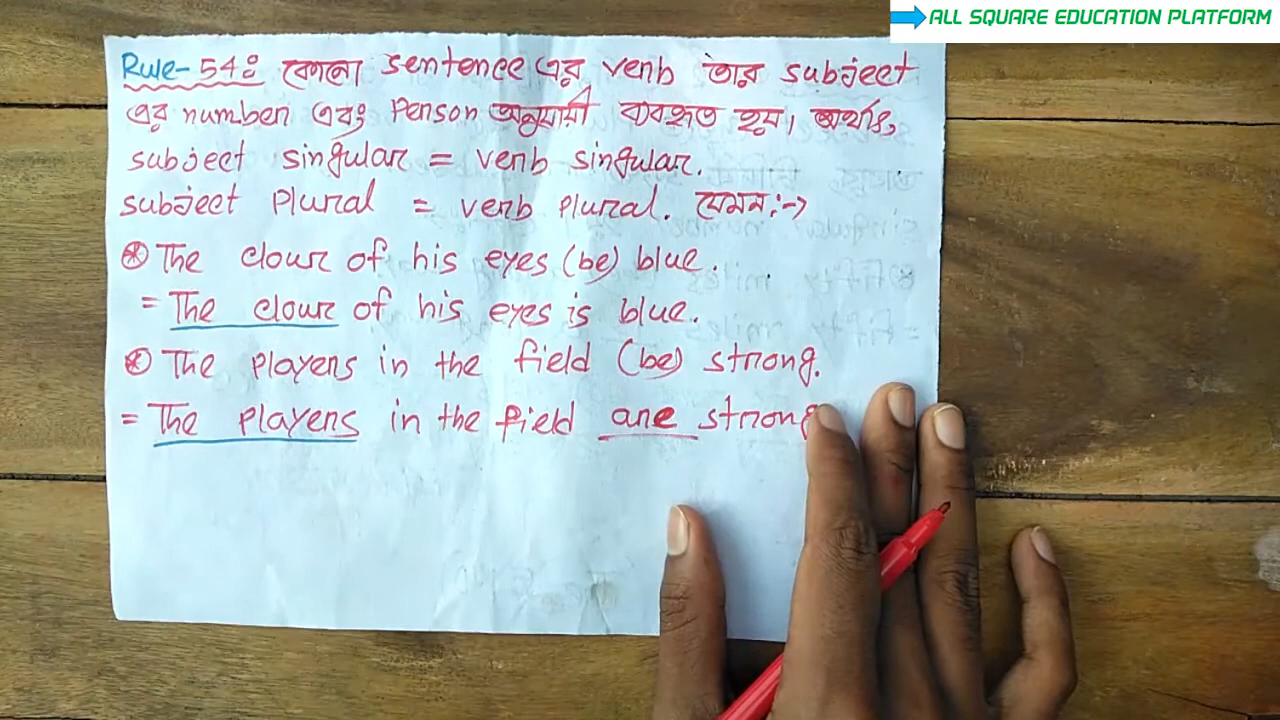 ALL SQUARE EDUCATION PLATFORM
Rule-54ঃ কোনো sentence এর verb তার subject
এর number এবং Person অনুযায়ী ব্যবহৃত হয়। অর্থাৎ,
subject singular = verb singular.
subject Plural = verb plural. যেমন:->
* The clour of his eyes (be) blue.
= The clour of his eyes is blue.
* The Players in the field (be) strong.
= The Players in the field are strong